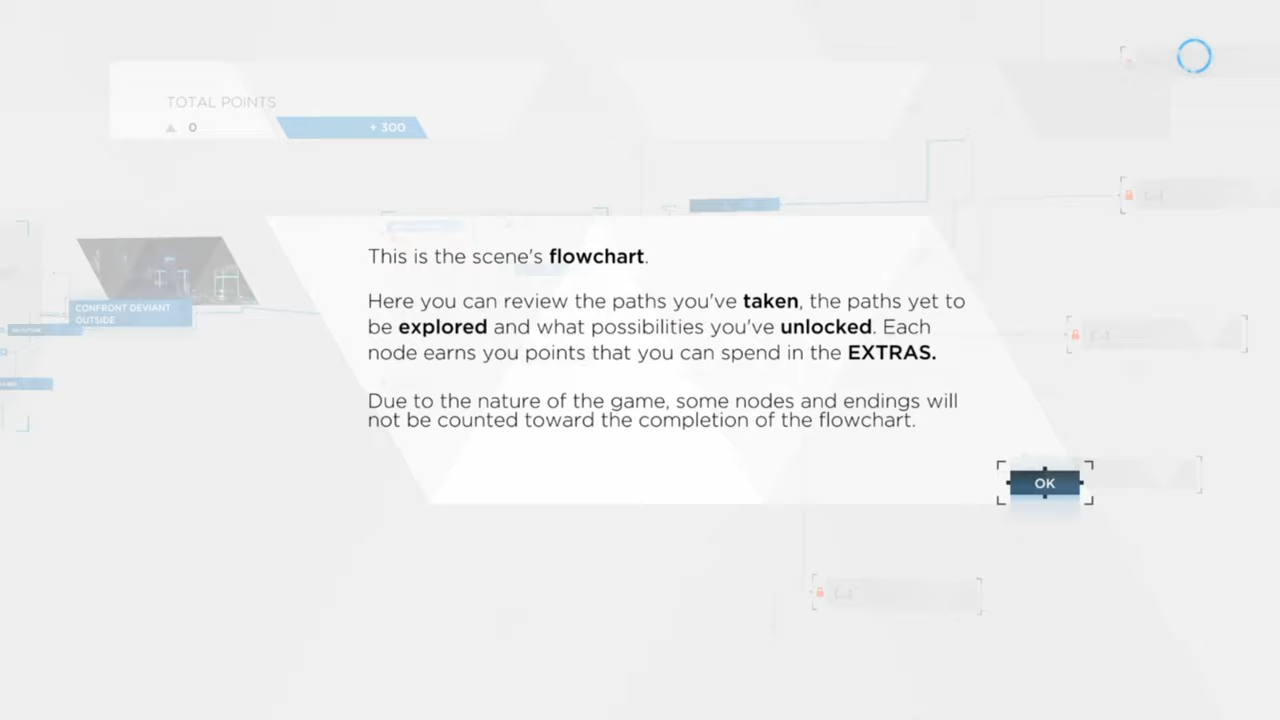 TOTAL POINTS
0
+ 300
This is the scene's flowchart.
Here you can review the paths you've taken, the paths yet to
be explored and what possibilities you've unlocked. Each
node earns you points that you can spend in the EXTRAS.
CONFRONT DEVIANT
OUTSIDE
Due to the nature of the game, some nodes and endings will
not be counted toward the completion of the flowchart.
OK